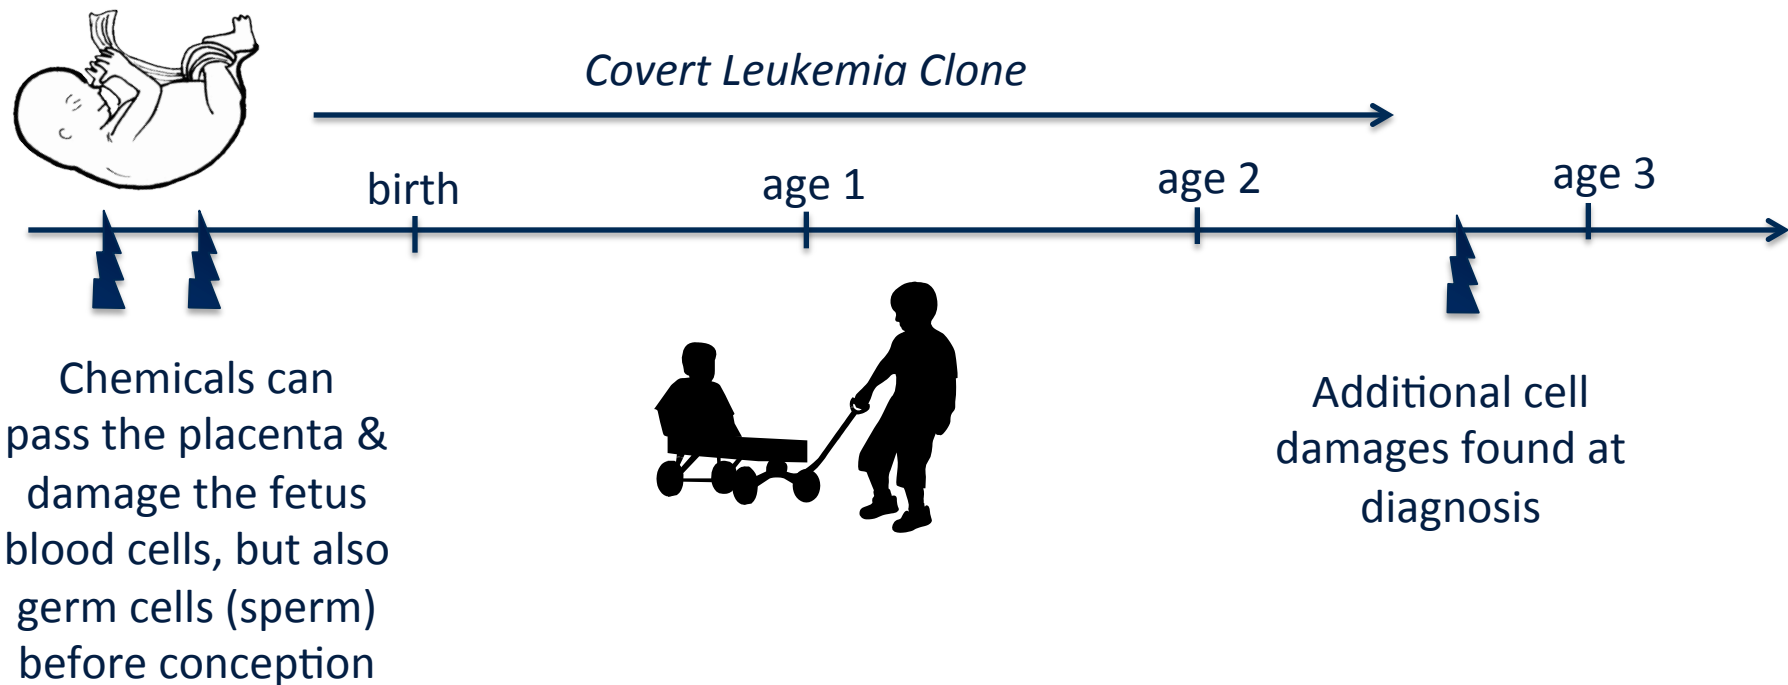 Covert Leukemia Clone
birth
age 1
age 2
age 3
Chemicals can
pass the placenta &
damage the fetus
blood cells, but also
germ cells (sperm)
before conception
Additional cell
damages found at
diagnosis